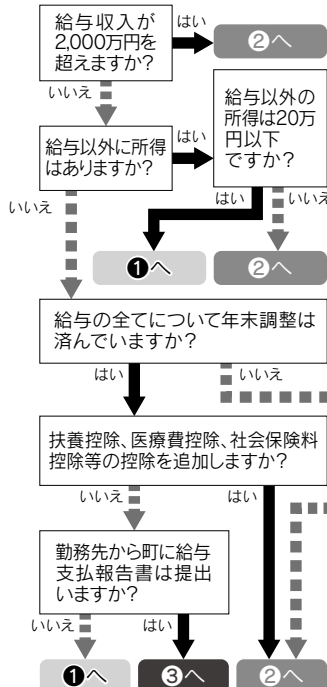 給与収入が
2,000万円を
超えますか?
はい
❷へ
いいえ
給与以外に所得
はありますか?
はい
給与以外の
所得は20万
円以下
ですか?
いいえ
はい
いいえ
❶へ
❷へ
給与の全てについて年末調整は
済んでいますか?
はい
いいえ
扶養控除、医療費控除、社会保険料
控除等の控除を追加しますか?
いいえ
はい
勤務先から町に給与
支払報告書は提出
いますか?
いいえ
はい
❶へ
❸へ
❷へ